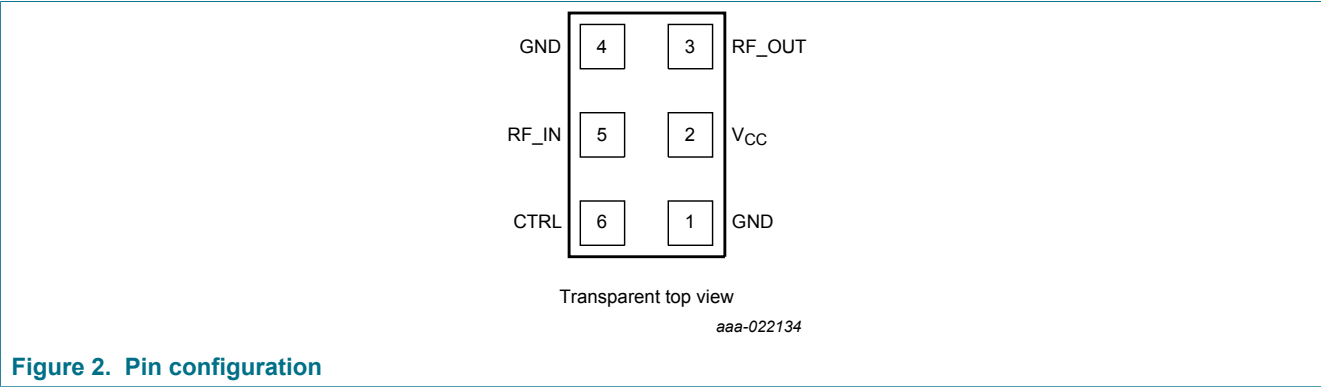 GND 4 3 RF_OUT
RF_IN 5 2 VCC
CTRL 6 1 GND
Transparent top view
aaa-022134
Figure 2. Pin configuration